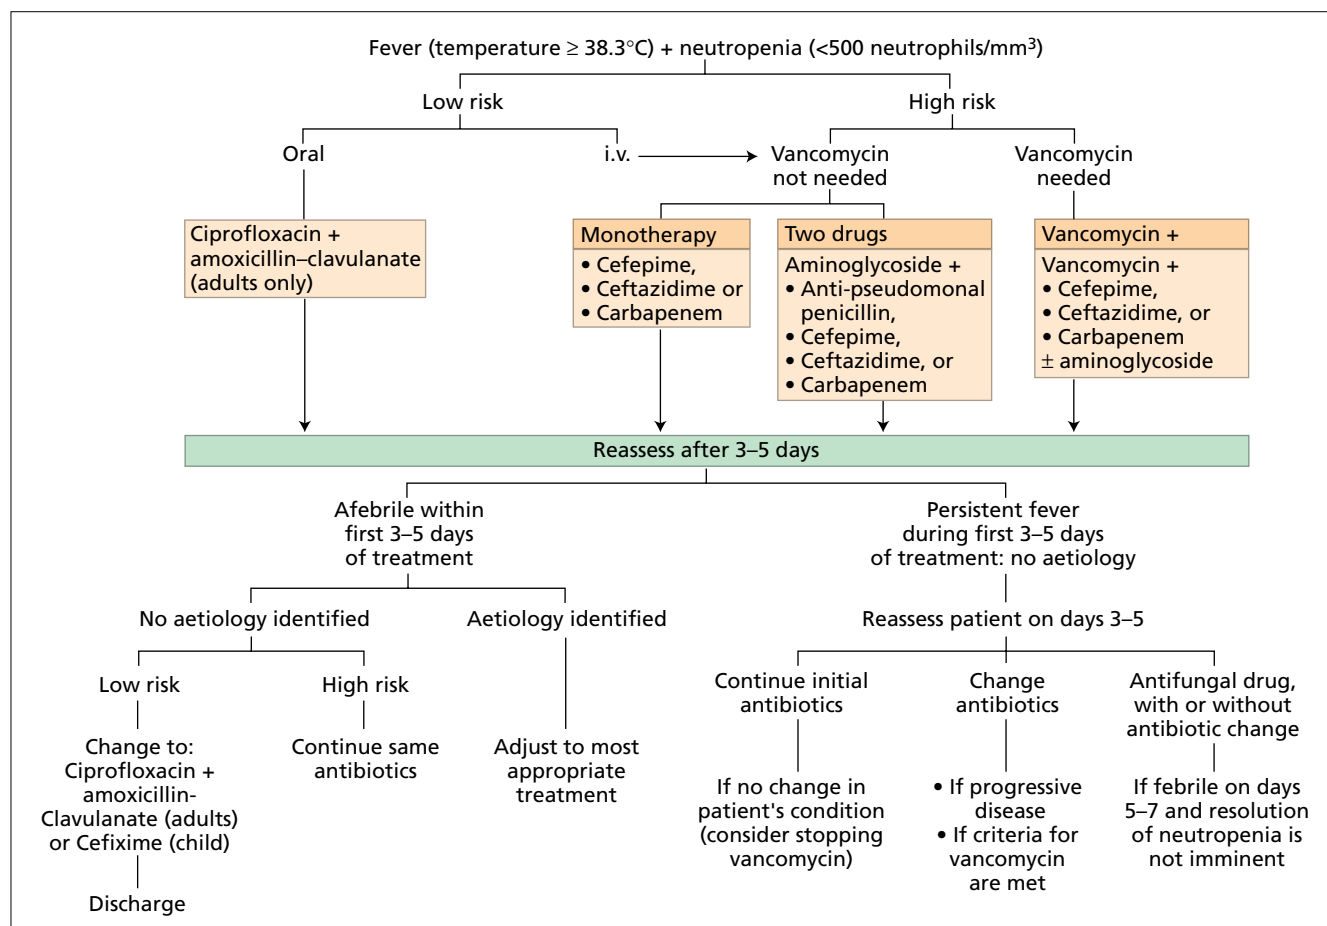 Fever (temperature ≥ 38.3°C) + neutropenia (<500 neutrophils/mm³)
Low risk
High risk
Oral
i.v.
Vancomycin
not needed
Vancomycin
needed
Ciprofloxacin +
amoxicillin–clavulanate
(adults only)
Monotherapy
• Cefepime,
• Ceftazidime or
• Carbapenem
Two drugs
Aminoglycoside +
• Anti-pseudomonal
penicillin,
• Cefepime,
• Ceftazidime, or
• Carbapenem
Vancomycin +
Vancomycin +
• Cefepime,
• Ceftazidime, or
• Carbapenem
± aminoglycoside
Reassess after 3–5 days
Afebrile within
first 3–5 days
of treatment
Persistent fever
during first 3–5 days
of treatment: no aetiology
No aetiology identified
Aetiology identified
Reassess patient on days 3–5
Low risk
High risk
Change to:
Ciprofloxacin +
amoxicillin-
Clavulanate (adults)
or Cefixime (child)
Discharge
Continue same
antibiotics
Adjust to most
appropriate
treatment
Continue initial
antibiotics
If no change in
patient's condition
(consider stopping
vancomycin)
Change
antibiotics
• If progressive
disease
• If criteria for
vancomycin
are met
Antifungal drug,
with or without
antibiotic change
If febrile on days
5–7 and resolution
of neutropenia is
not imminent